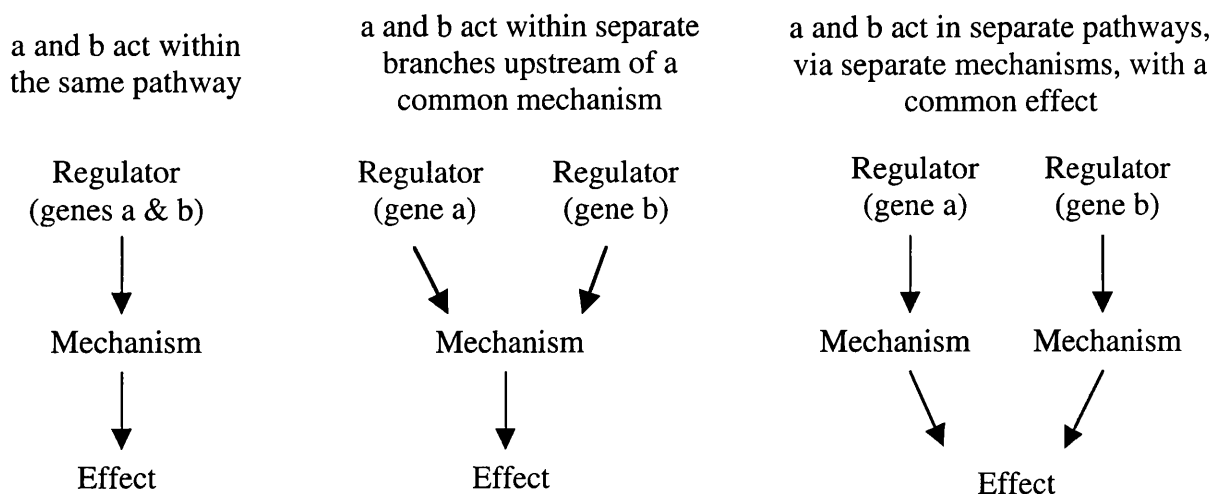 a and b act within
the same pathway
Regulator
(genes a & b)
Mechanism
Effect
a and b act within separate
branches upstream of a
common mechanism
Regulator
(gene a)
Regulator
(gene b)
Mechanism
Effect
a and b act in separate pathways,
via separate mechanisms, with a
common effect
Regulator
(gene a)
Regulator
(gene b)
Mechanism
Mechanism
Effect